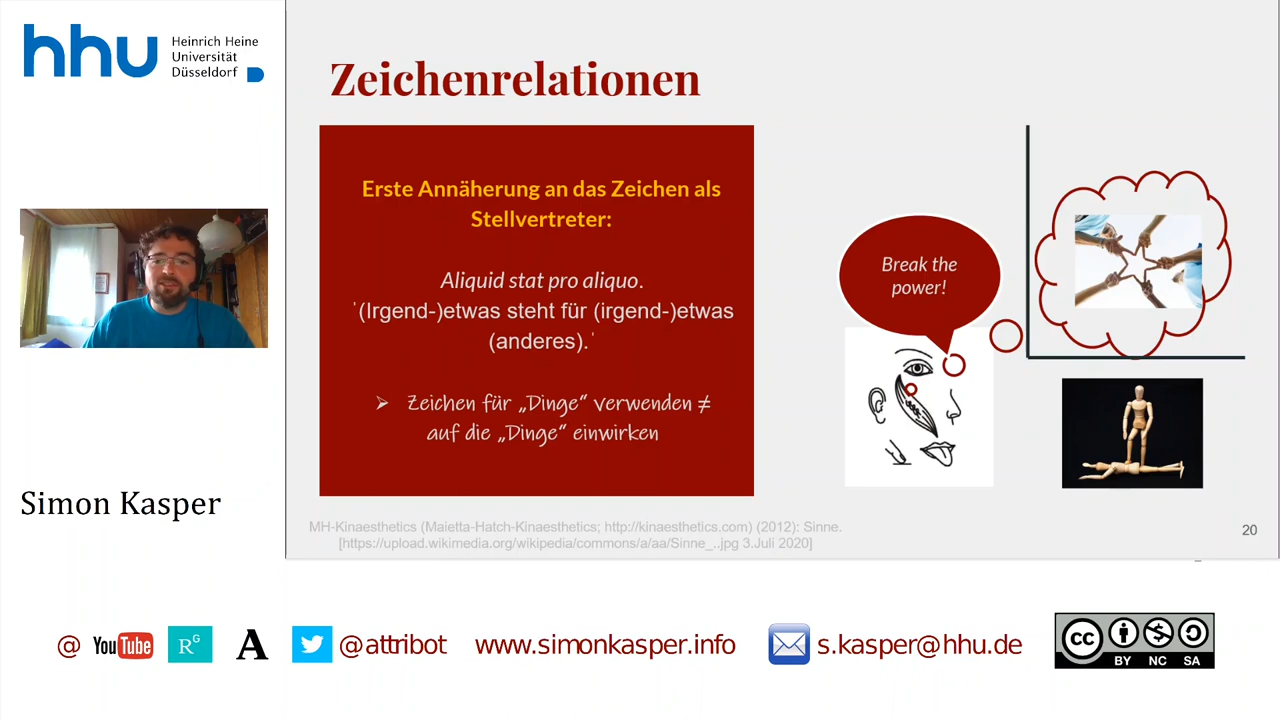 hhu
Heinrich Heine
Universität
Düsseldorf
Zeichenrelationen
Erste Annäherung an das Zeichen als
Stellvertreter:
Aliquid stat pro aliquo.
'(Irgend-)etwas steht für (irgend-)etwas
(anderes).'
➢ Zeichen für „Dinge“ verwenden ≠
auf die „Dinge“ einwirken
Break the
power!
Simon Kasper
MH-Kinaesthetics (Maietta-Hatch-Kinaesthetics; http://kinaesthetics.com) (2012): Sinne.
[https://upload.wikimedia.org/wikipedia/commons/a/aa/Sinne_..jpg 3.Juli 2020]
20
@ YouTube RG A @attribot www.simonkasper.info s.kasper@hhu.de
cc BY NC SA